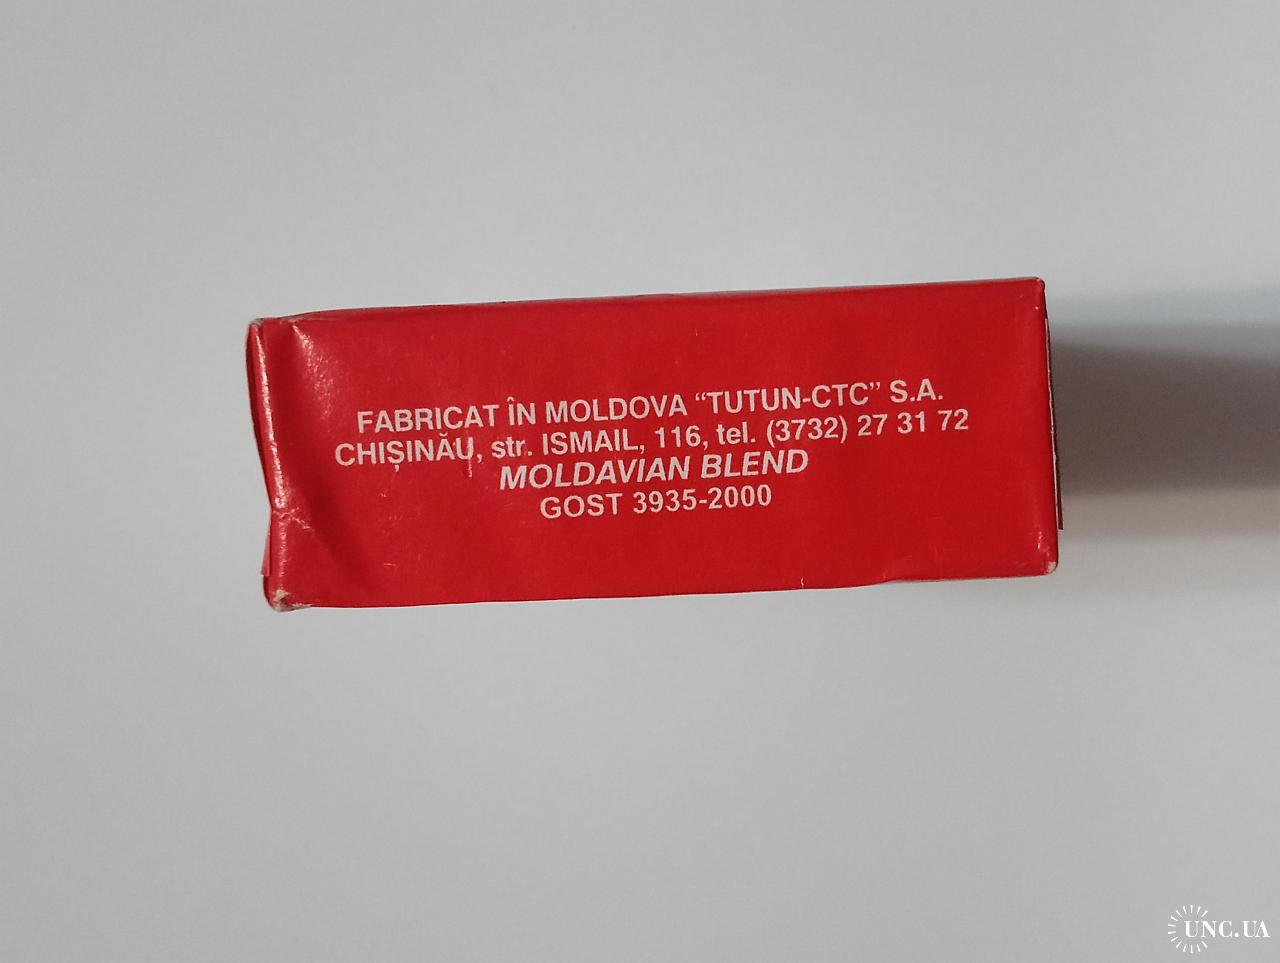 FABRICAT ÎN MOLDOVA “TUTUN-CTC” S.A.
CHIȘINĂU, str. ISMAIL, 116, tel. (3732) 27 31 72
MOLDAVIAN BLEND
GOST 3935-2000
UNC.UA